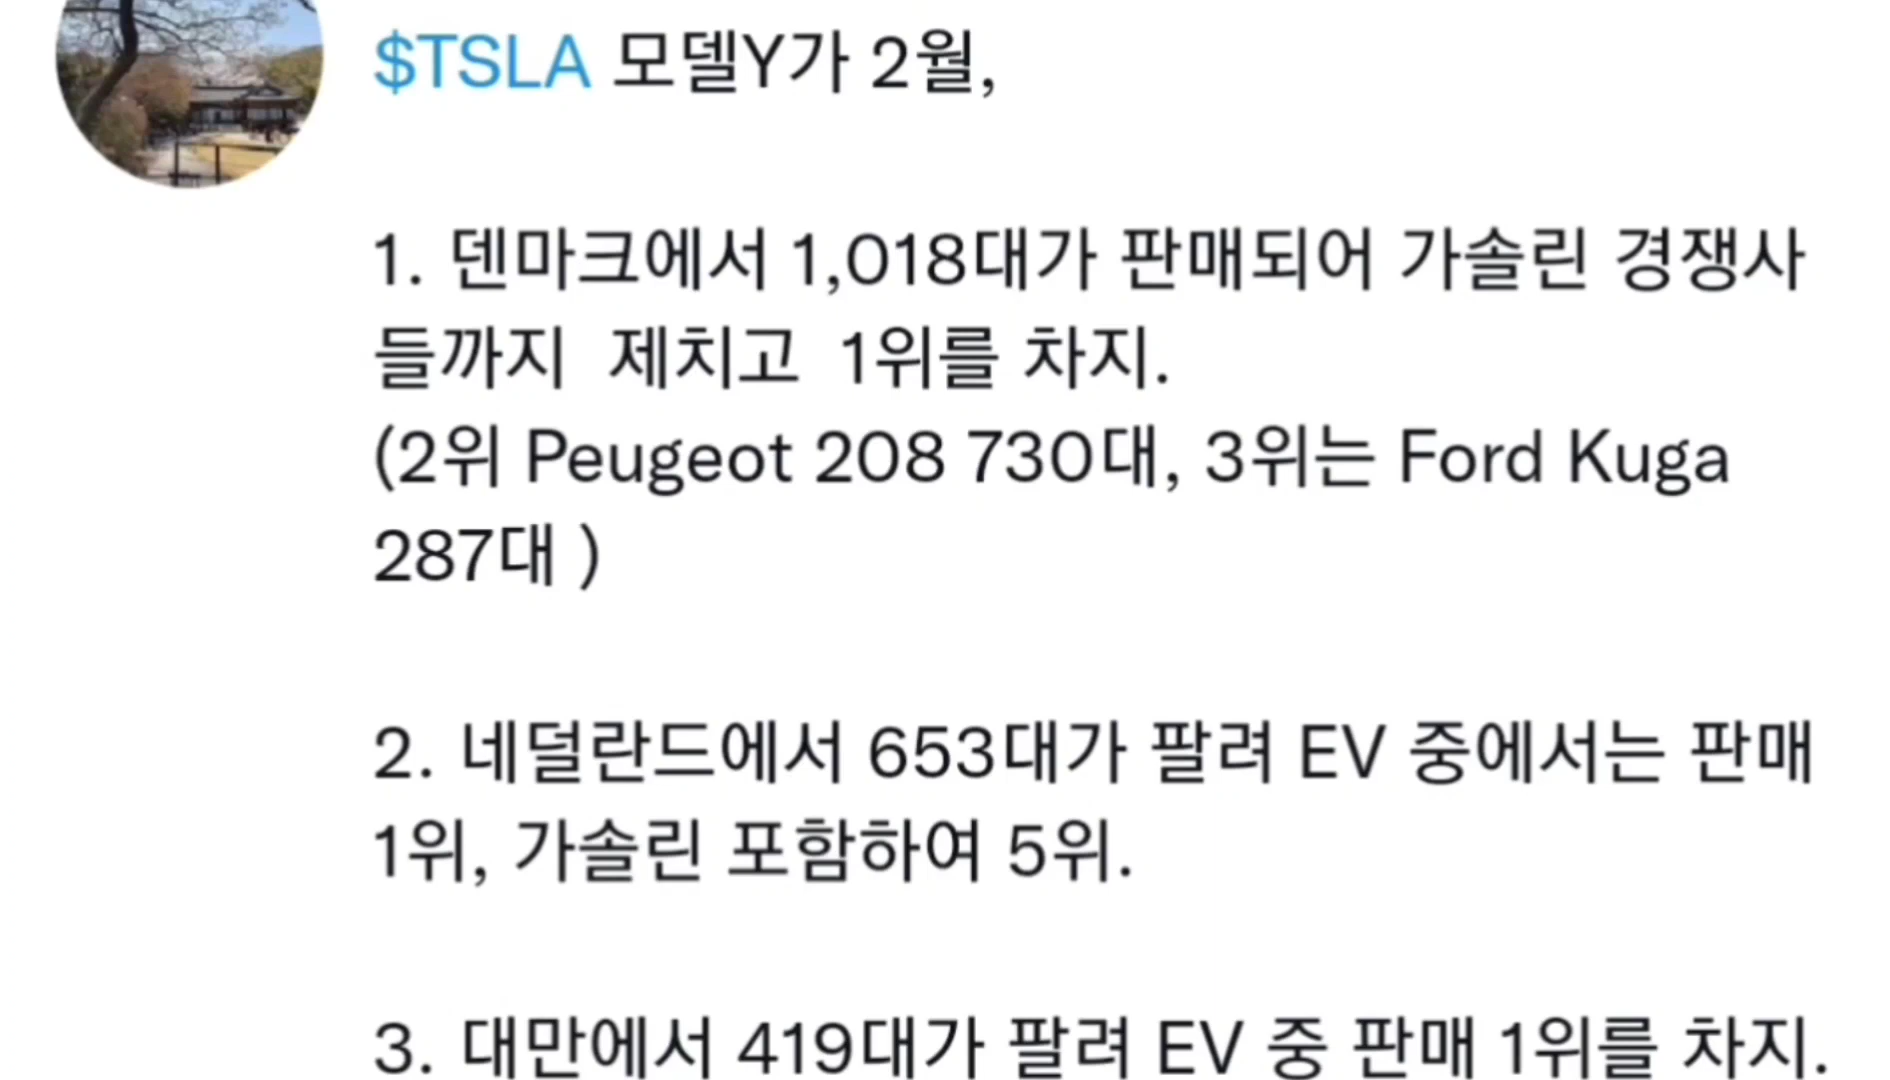 $TSLA 모델Y가 2월,
1. 덴마크에서 1,018대가 판매되어 가솔린 경쟁사
들까지 제치고 1위를 차지.
(2위 Peugeot 208 730대, 3위는 Ford Kuga
287대 )
2. 네덜란드에서 653대가 팔려 EV 중에서는 판매
1위, 가솔린 포함하여 5위.
3. 대만에서 419대가 팔려 EV 중 판매 1위를 차지.